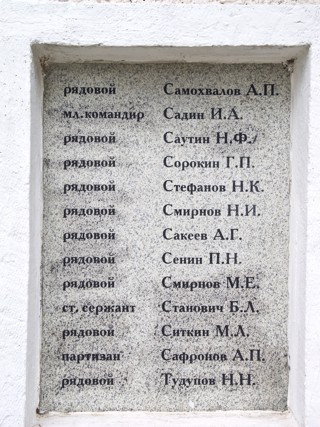 рядовой Самохвалов А.П.
мл.командир Садин И.А.
рядовой Саутин Н.Ф.
рядовой Сорокин Г.П.
рядовой Стефанов Н.К.
рядовой Смирнов Н.И.
рядовой Сакеев А.Г.
рядовой Сенин П.Н.
рядовой Смирнов М.Е.
ст. сержант Станович Б.Л.
рядовой Ситкин М.Л.
партизан Сафронов А.П.
рядовой Тудупов Н.Н.